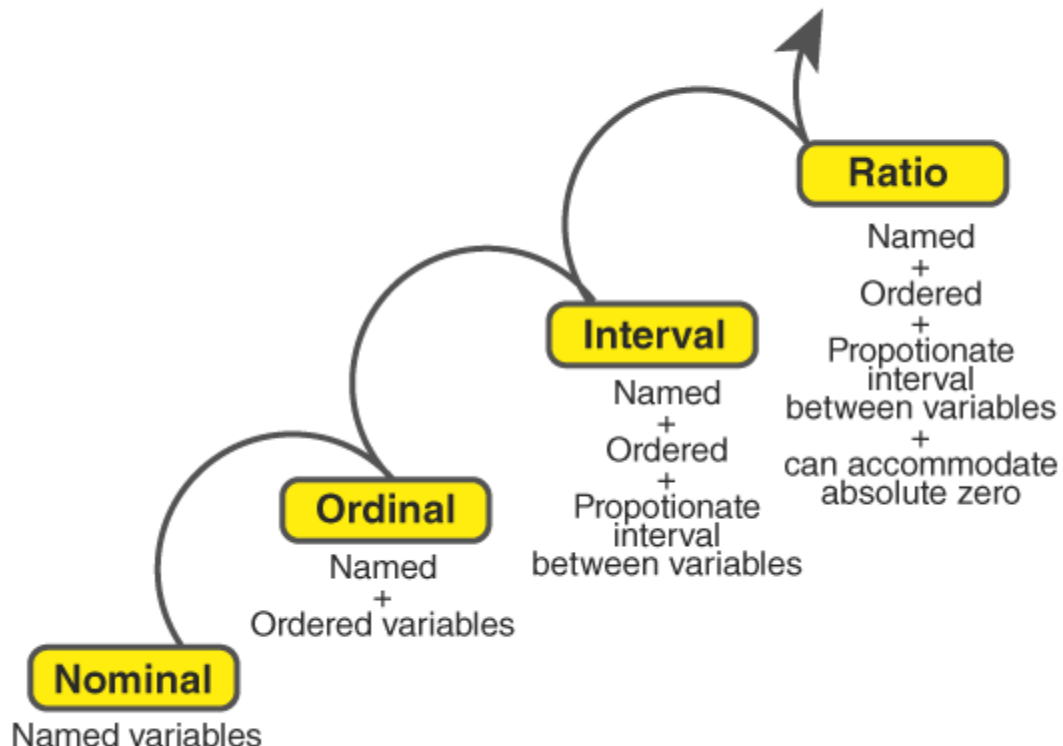 Ratio
Named
+
Ordered
+
Propotionate
interval
between variables
+
can accommodate
absolute zero
Interval
Named
+
Ordered
+
Propotionate
interval
between variables
Ordinal
Named
+
Ordered variables
Nominal
Named variables